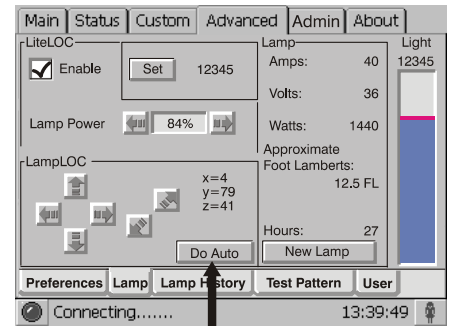 Main Status Custom Advanced Admin About
LiteLOC
Enable Set 12345
Lamp Power 84%
LampLOC
x=4
y=79
z=41
Do Auto
Lamp
Amps: 40
Volts: 36
Watts: 1440
Approximate
Foot Lamberts:
12.5 FL
Hours: 27
New Lamp
Light
12345
Preferences Lamp Lamp History Test Pattern User
Connecting....... 13:39:49